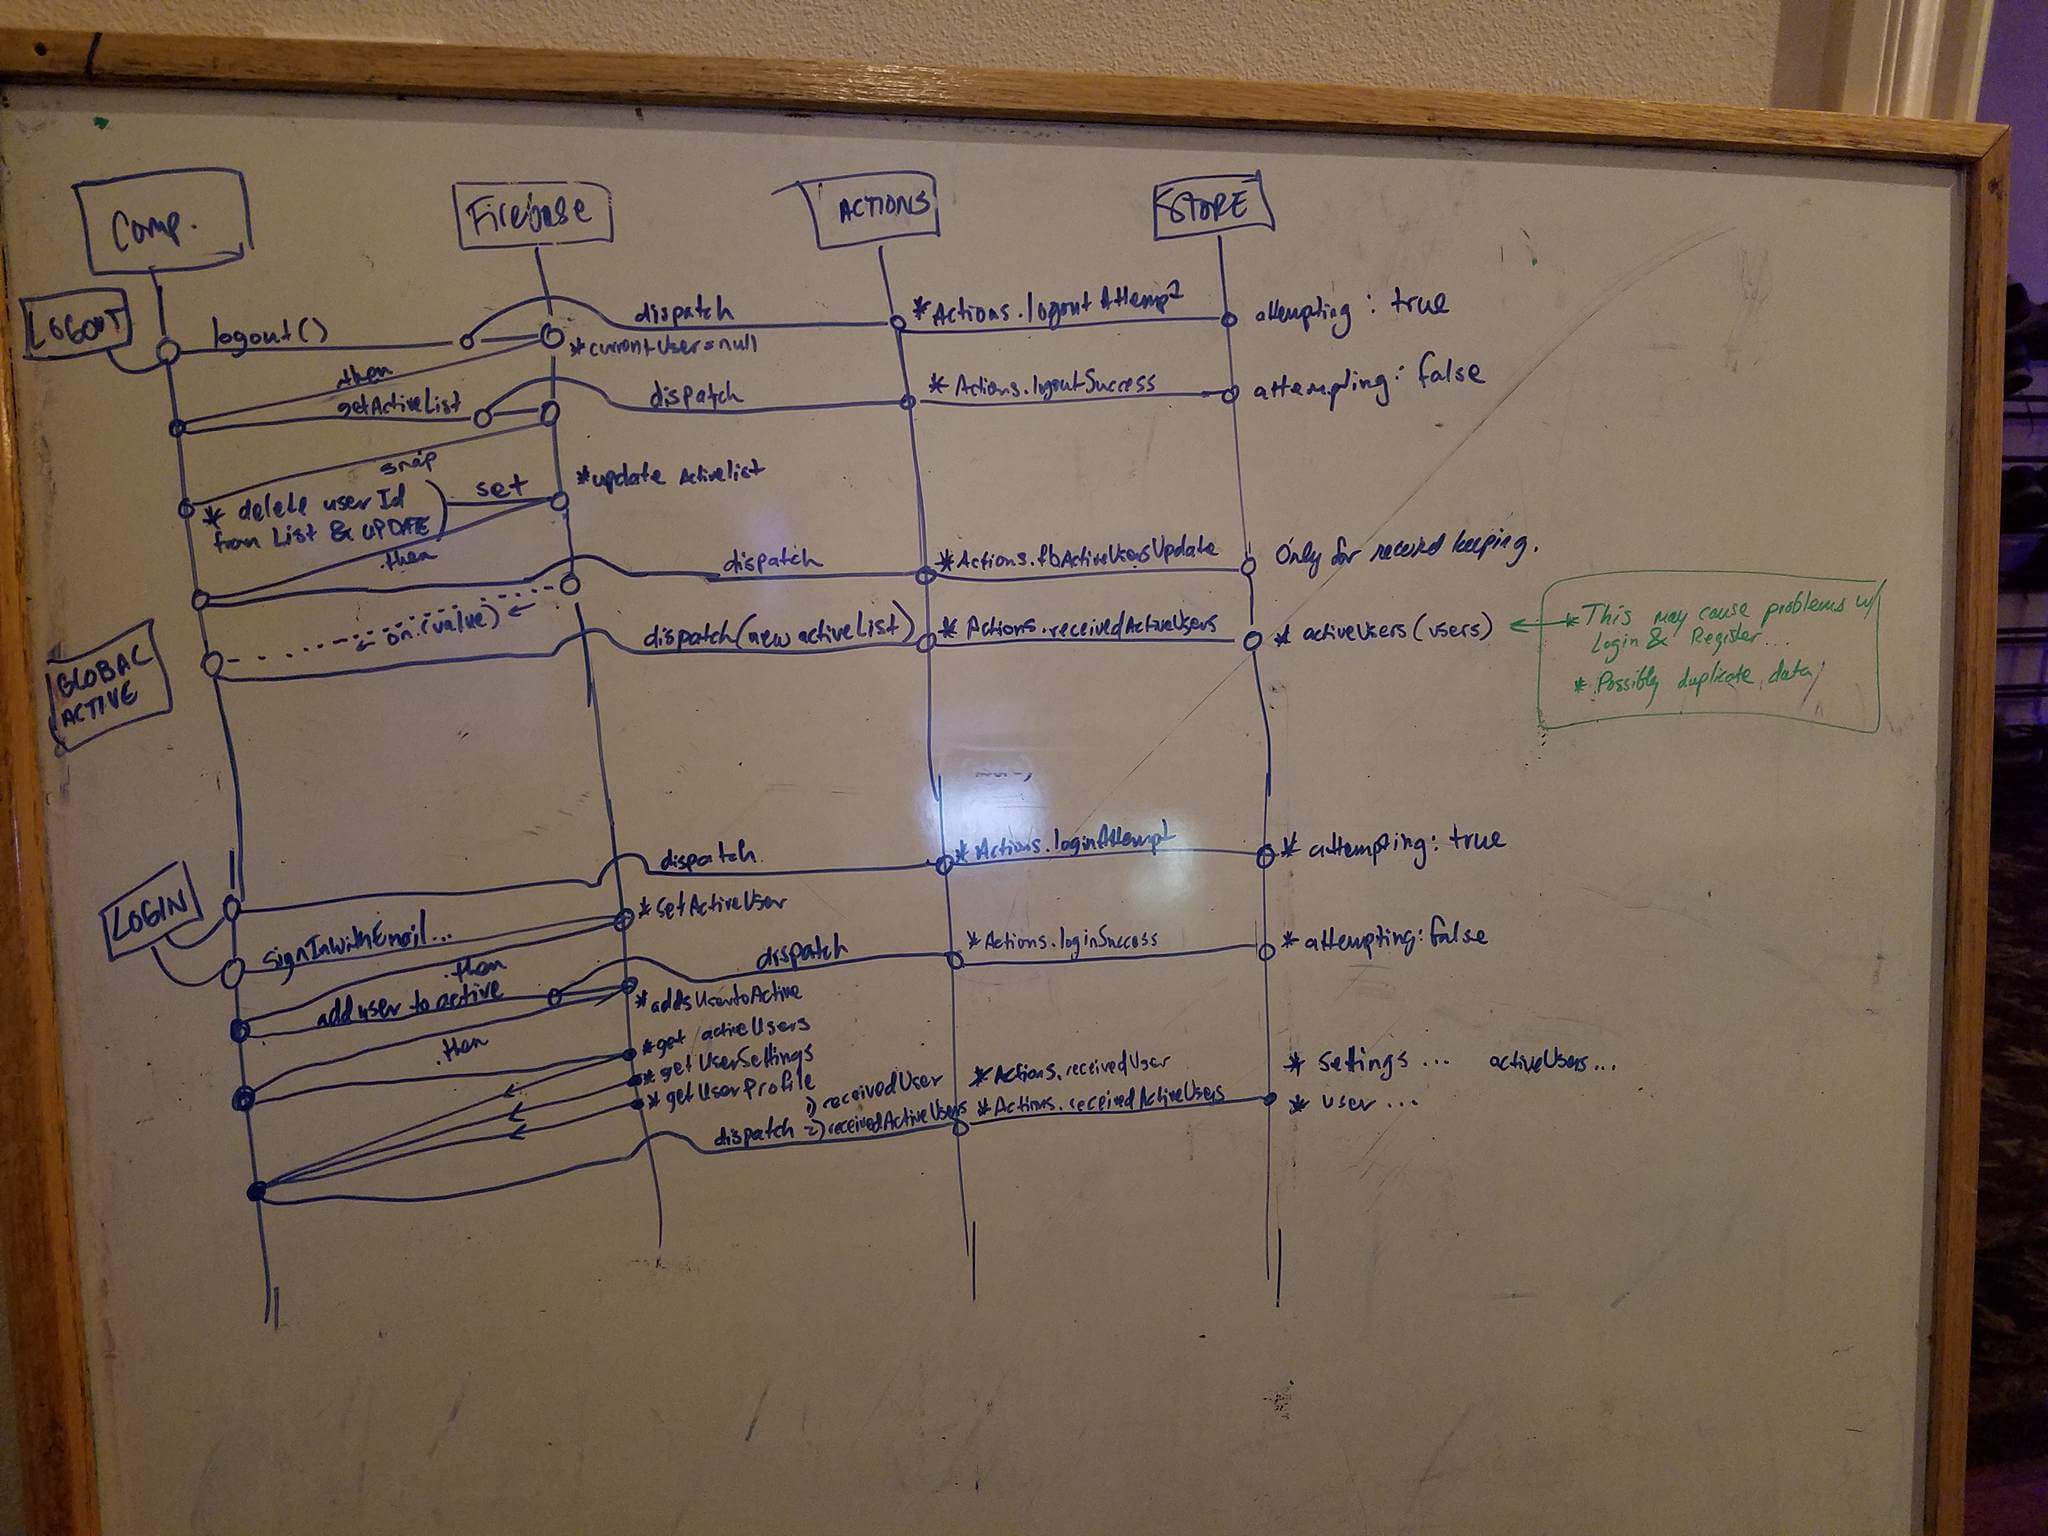 Comp.
Firebase
ACTIONS
STORE
LOGOUT
logout()
dispatch
*Actions.logoutAttempt
attempting: true
*currentUser=null
.then
getActiveList
dispatch
*Actions.logoutSuccess
attempting: false
snap
* delete userId
from List & UPDATE
set
*update Activelist
.then
dispatch
*Actions.fbActiveUsersUpdate
Only for record keeping.
on.(value)
dispatch(new activeList)
* Actions.receivedActiveUsers
* activeUsers(users)
* This may cause problems w/
Login & Register...
* Possibly duplicate data
GLOBAL
ACTIVE
LOGIN
dispatch
* Actions.loginAttempt
* attempting: true
signInWithEmail...
*setActiveUser
.then
dispatch
*Actions.loginSuccess
* attempting: false
add user to active
*addsUsertoActive
.then
*get activeUsers
*getUserSettings
*getUserProfile
dispatch
1) receivedUser
2) receivedActiveUsers
*Actions.receivedUser
*Actions.receivedActiveUsers
* Settings ... activeUsers...
* user ...